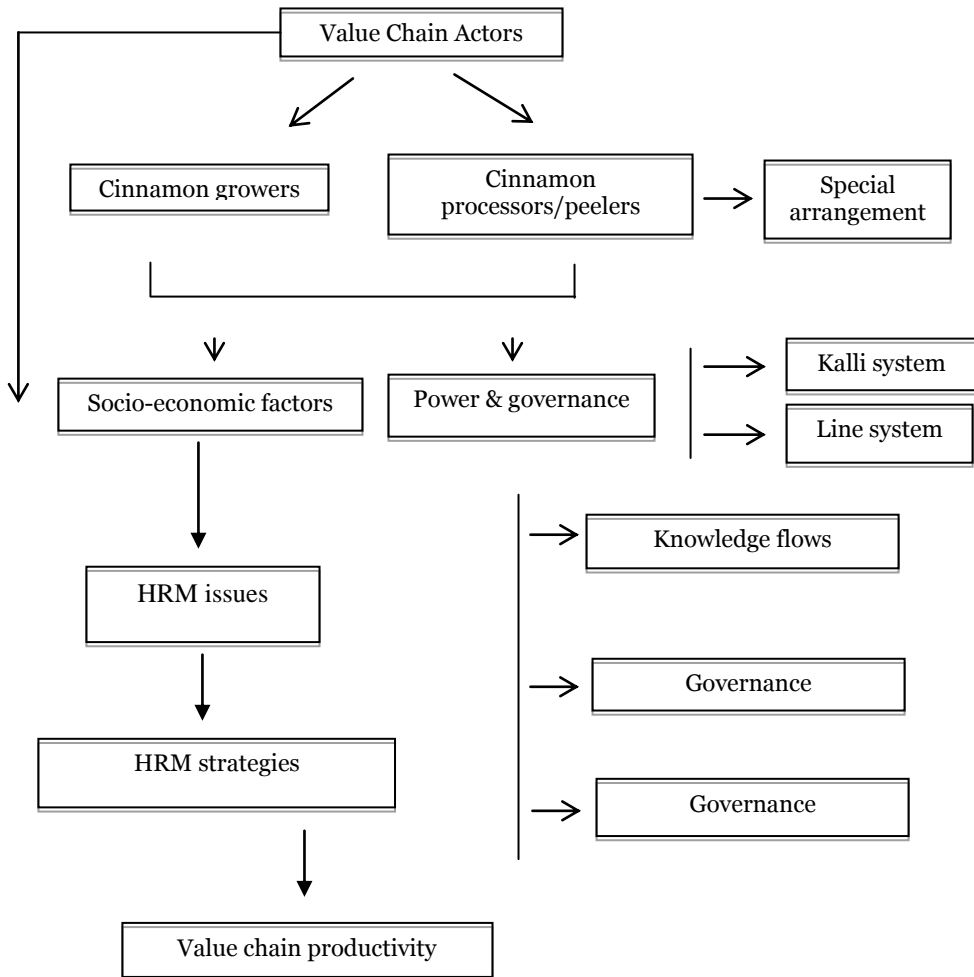 Value Chain Actors
Cinnamon growers
Cinnamon
processors/peelers
Special
arrangement
Kalli system
Socio-economic factors
Power & governance
Line system
Knowledge flows
HRM issues
Governance
HRM strategies
Governance
Value chain productivity